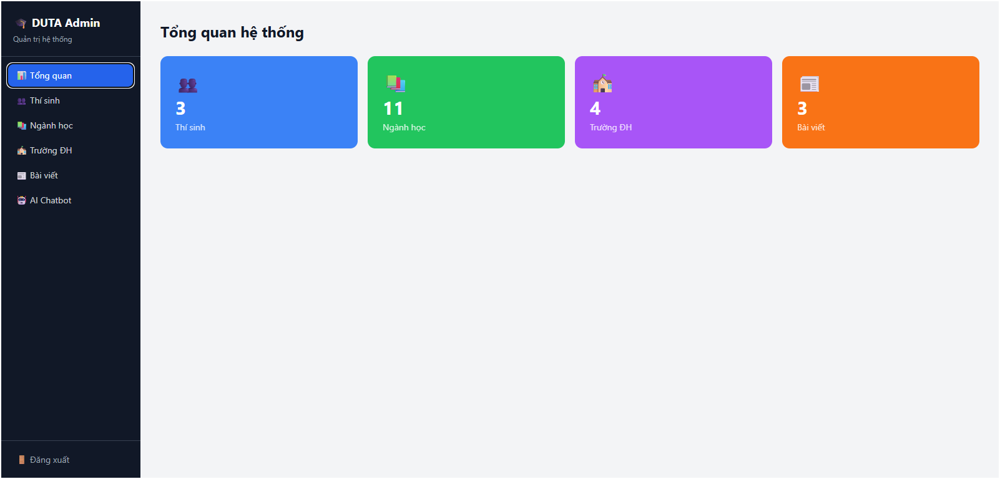 DUTA Admin
Quản trị hệ thống
Tổng quan
Thí sinh
Ngành học
Trường ĐH
Bài viết
AI Chatbot
Đăng xuất
Tổng quan hệ thống
3
Thí sinh
11
Ngành học
4
Trường ĐH
3
Bài viết